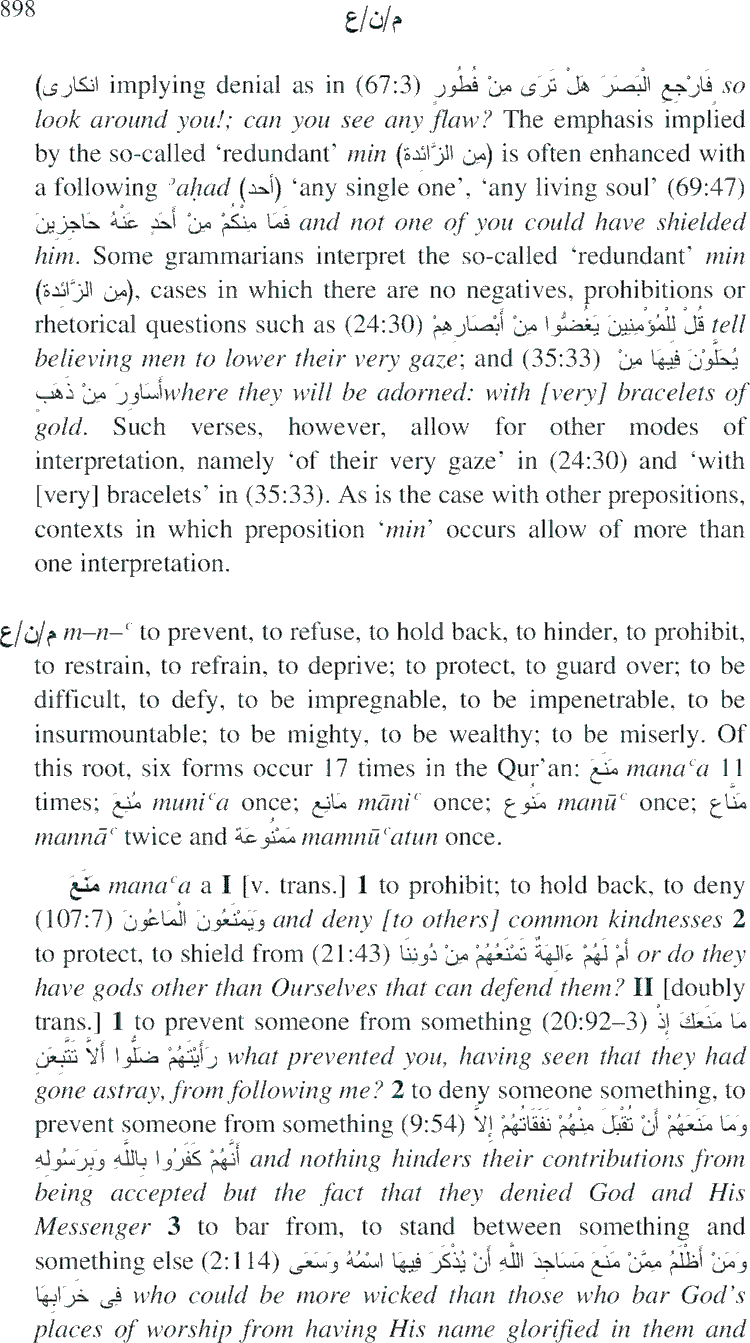 898
م/ن/ع
(انكارى implying denial as in (67:3) فَارْجِعِ الْبَصَرَ هَلْ تَرَى مِنْ فُطُورٍ so
look around you!; can you see any flaw? The emphasis implied
by the so-called ‘redundant’ min (مِن الزَّائِدة) is often enhanced with
a following ʾaḥad (أحد) ‘any single one’, ‘any living soul’ (69:47)
فَمَا مِنْكُمْ مِنْ أَحَدٍ عَنْهُ حَاجِزِينَ and not one of you could have shielded
him. Some grammarians interpret the so-called ‘redundant’ min
(مِن الزَّائِدة), cases in which there are no negatives, prohibitions or
rhetorical questions such as (24:30) قُلْ لِلْمُؤْمِنِينَ يَغُضُّوا مِنْ أَبْصَارِهِمْ tell
believing men to lower their very gaze; and (35:33) يُحَلَّوْنَ فِيهَا مِنْ
أَسَاوِرَ مِنْ ذَهَبٍ where they will be adorned: with [very] bracelets of
gold. Such verses, however, allow for other modes of
interpretation, namely ‘of their very gaze’ in (24:30) and ‘with
[very] bracelets’ in (35:33). As is the case with other prepositions,
contexts in which preposition ‘min’ occurs allow of more than
one interpretation.
م/ن/ع m–n–ʿ to prevent, to refuse, to hold back, to hinder, to prohibit,
to restrain, to refrain, to deprive; to protect, to guard over; to be
difficult, to defy, to be impregnable, to be impenetrable, to be
insurmountable; to be mighty, to be wealthy; to be miserly. Of
this root, six forms occur 17 times in the Qur’an: مَنَعَ manaʿa 11
times; مُنِعَ muniʿa once; مَانِع māniʿ once; مَنُوع manūʿ once; مَنَّاع
mannāʿ twice and مَمْنُوعَة mamnūʿatun once.
مَنَعَ manaʿa a I [v. trans.] 1 to prohibit; to hold back, to deny
(107:7) وَيَمْنَعُونَ الْمَاعُونَ and deny [to others] common kindnesses 2
to protect, to shield from (21:43) أَمْ لَهُمْ ءَالِهَةٌ تَمْنَعُهُمْ مِنْ دُونِنَا or do they
have gods other than Ourselves that can defend them? II [doubly
trans.] 1 to prevent someone from something (20:92–3) مَا مَنَعَكَ إِذْ
رَأَيْتَهُمْ ضَلُّوا أَلاَّ تَتَّبِعَنِ what prevented you, having seen that they had
gone astray, from following me? 2 to deny someone something, to
prevent someone from something (9:54) وَمَا مَنَعَهُمْ أَنْ تُقْبَلَ مِنْهُمْ نَفَقَاتُهُمْ إِلاَّ
أَنَّهُمْ كَفَرُوا بِاللَّهِ وَبِرَسُولِهِ and nothing hinders their contributions from
being accepted but the fact that they denied God and His
Messenger 3 to bar from, to stand between something and
something else (2:114) وَمَنْ أَظْلَمُ مِمَّنْ مَنَعَ مَسَاجِدَ اللَّهِ أَنْ يُذْكَرَ فِيهَا اسْمُهُ وَسَعَى
فِى خَرَابِهَا who could be more wicked than those who bar God’s
places of worship from having His name glorified in them and